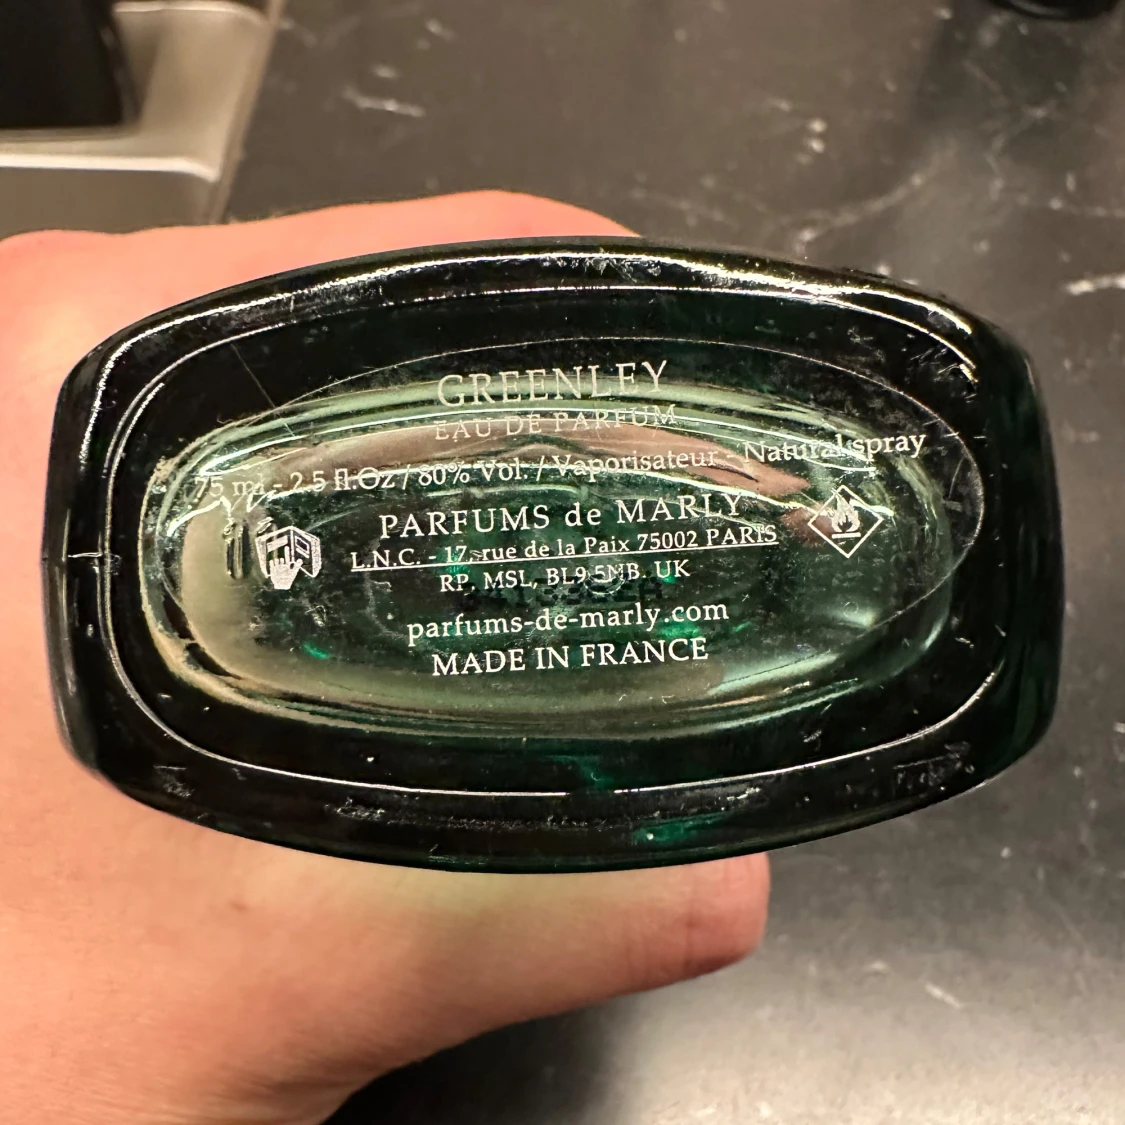 GREENLEY
EAU DE PARFUM
75 ml - 2.5 fl.Oz / 80% Vol. / Vaporisateur - Natural spray
PARFUMS de MARLY
L.N.C. - 17, rue de la Paix 75002 PARIS
RP, MSL, BL9 5NB. UK
parfums-de-marly.com
MADE IN FRANCE